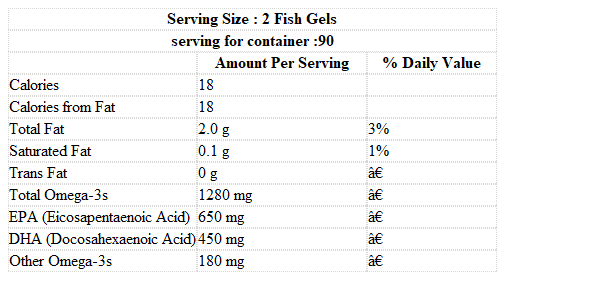 Serving Size : 2 Fish Gels
serving for container :90
Amount Per Serving % Daily Value
Calories 18
Calories from Fat 18
Total Fat 2.0 g 3%
Saturated Fat 0.1 g 1%
Trans Fat 0 g â€
Total Omega-3s 1280 mg â€
EPA (Eicosapentaenoic Acid) 650 mg â€
DHA (Docosahexaenoic Acid) 450 mg â€
Other Omega-3s 180 mg â€